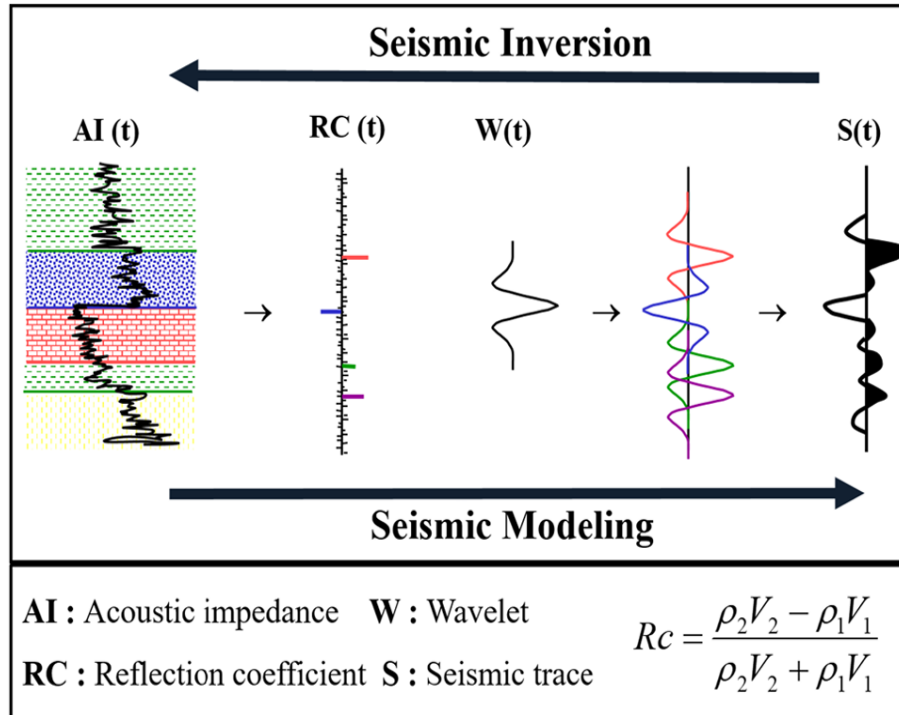 Seismic Inversion
AI (t) RC (t) W(t) S(t)
→ → →
Seismic Modeling
AI : Acoustic impedance W : Wavelet
RC : Reflection coefficient S : Seismic trace
Rc = (ρ₂V₂ − ρ₁V₁) / (ρ₂V₂ + ρ₁V₁)